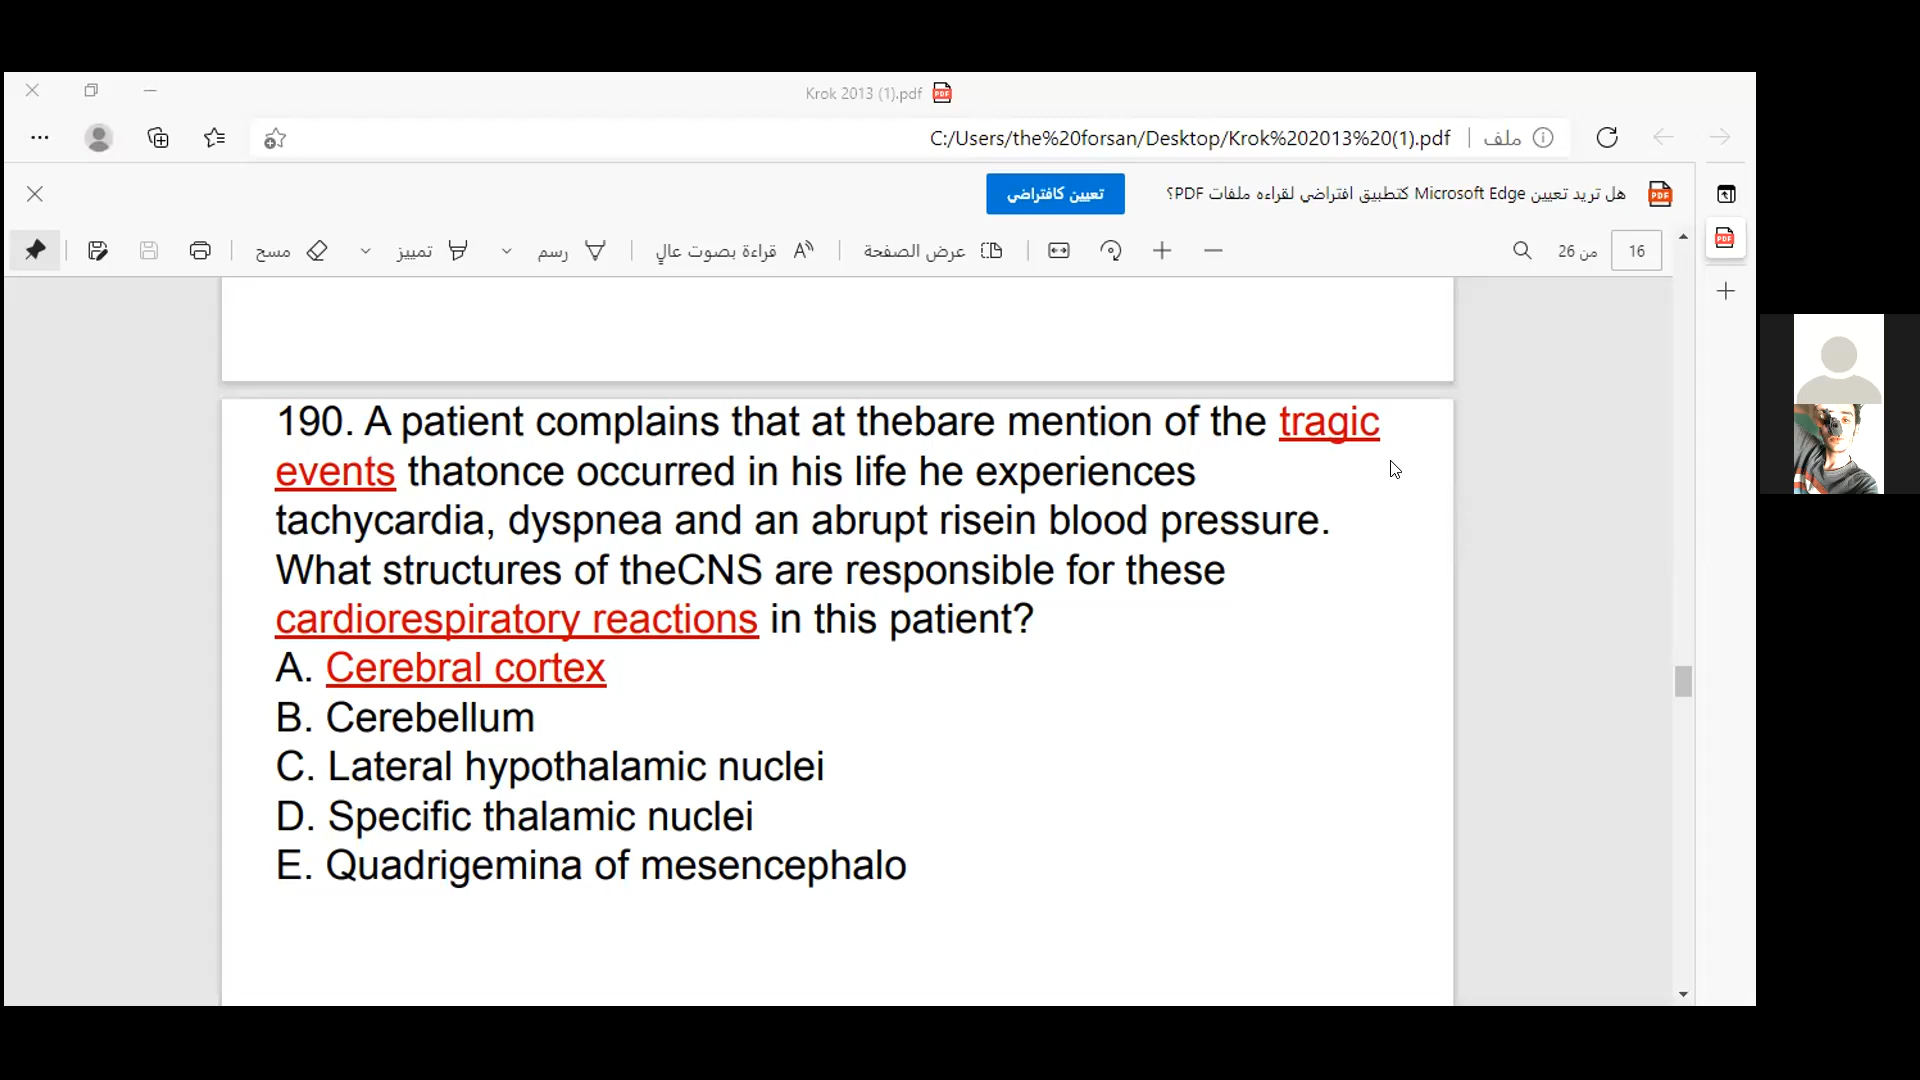 Krok 2013 (1).pdf
C:/Users/the%20forsan/Desktop/Krok%202013%20(1).pdf
ملف
هل تريد تعيين Microsoft Edge كتطبيق افتراضي لقراءه ملفات PDF؟
تعيين كافتراضي
16
من 26
عرض الصفحة
قراءة بصوت عالٍ
رسم
تمييز
مسح
190. A patient complains that at thebare mention of the tragic
events thatonce occurred in his life he experiences
tachycardia, dyspnea and an abrupt risein blood pressure.
What structures of theCNS are responsible for these
cardiorespiratory reactions in this patient?
A. Cerebral cortex
B. Cerebellum
C. Lateral hypothalamic nuclei
D. Specific thalamic nuclei
E. Quadrigemina of mesencephalo